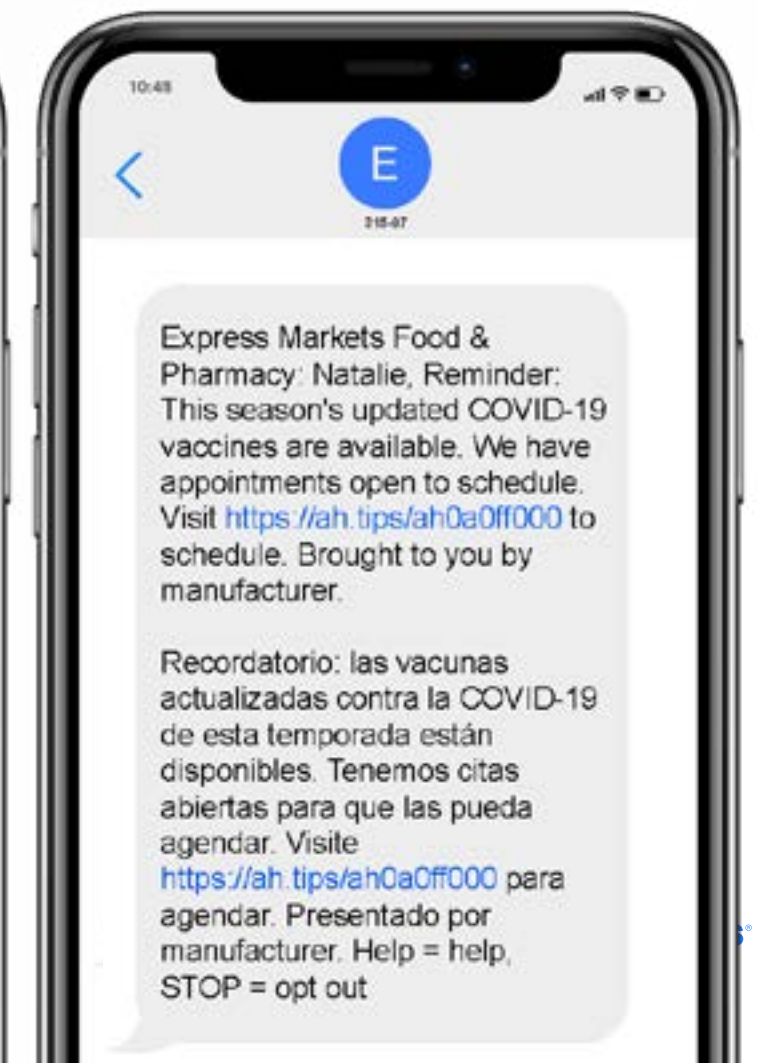 10:48
E
315-07
Express Markets Food &
Pharmacy: Natalie, Reminder:
This season's updated COVID-19
vaccines are available. We have
appointments open to schedule.
Visit https://ah.tips/ah0a0ff000 to
schedule. Brought to you by
manufacturer.
Recordatorio: las vacunas
actualizadas contra la COVID-19
de esta temporada están
disponibles. Tenemos citas
abiertas para que las pueda
agendar. Visite
https://ah.tips/ah0a0ff000 para
agendar. Presentado por
manufacturer. Help = help,
STOP = opt out